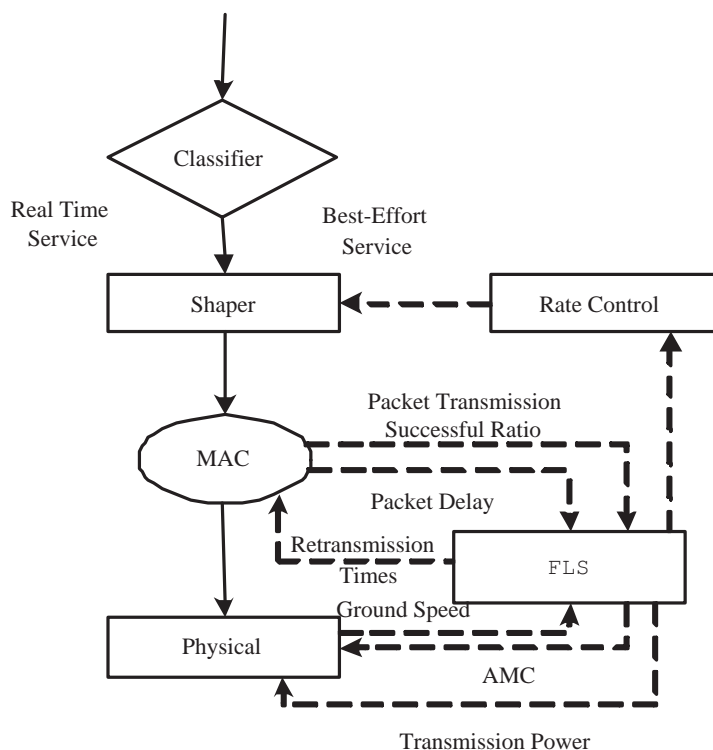 Classifier
Real Time
Service
Best-Effort
Service
Shaper
Rate Control
Packet Transmission
Successful Ratio
MAC
Packet Delay
Retransmission
Times
FLS
Ground Speed
Physical
AMC
Transmission Power